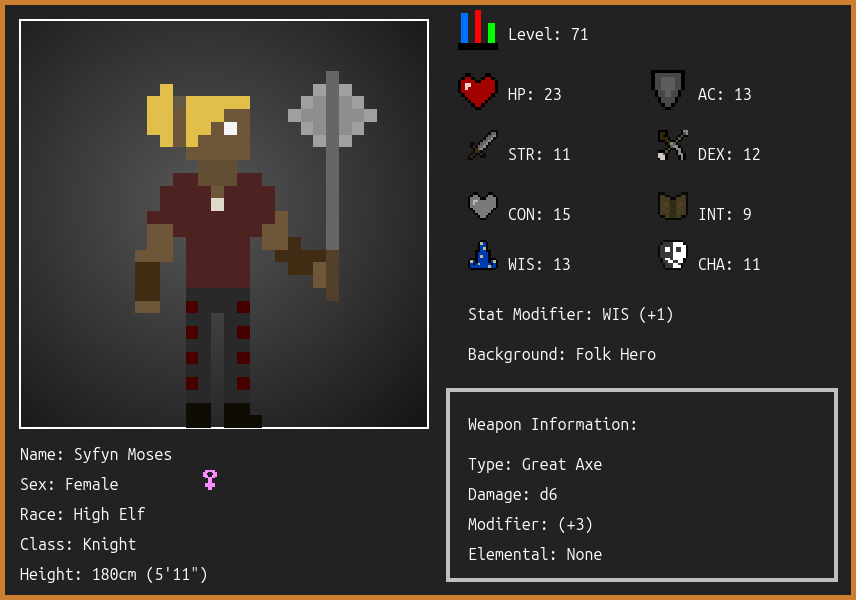 Level: 71
HP: 23
AC: 13
STR: 11
DEX: 12
CON: 15
INT: 9
WIS: 13
CHA: 11
Stat Modifier: WIS (+1)
Background: Folk Hero
Weapon Information:
Type: Great Axe
Damage: d6
Modifier: (+3)
Elemental: None
Name: Syfyn Moses
Sex: Female
Race: High Elf
Class: Knight
Height: 180cm (5'11")